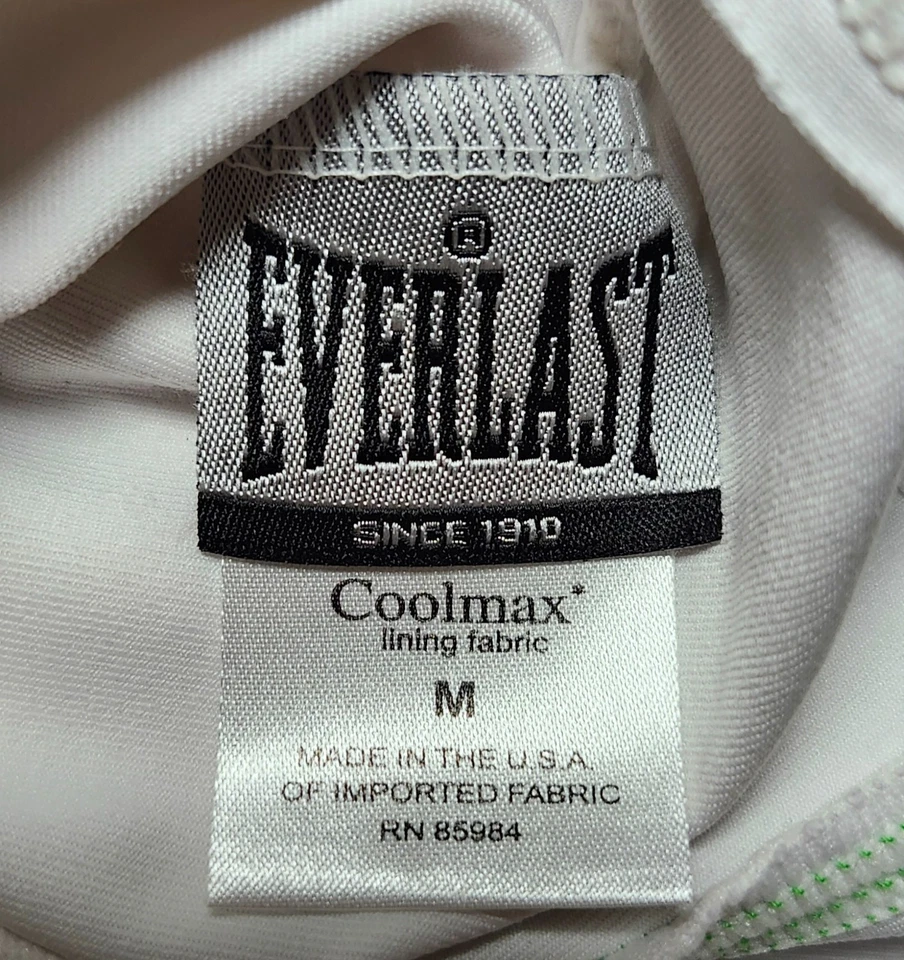 ®
EVERLAST
SINCE 1910
Coolmax*
lining fabric
M
MADE IN THE U.S.A.
OF IMPORTED FABRIC
RN 85984